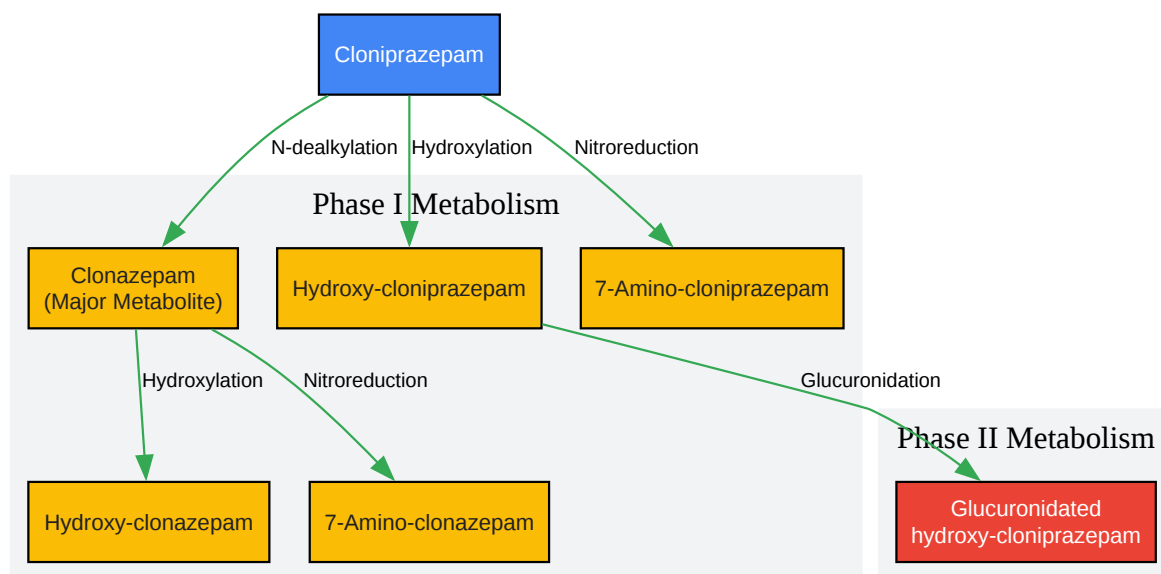 Cloniprazepam
N-dealkylation
Hydroxylation
Nitroreduction
Phase I Metabolism
Clonazepam
(Major Metabolite)
Hydroxy-cloniprazepam
7-Amino-cloniprazepam
Hydroxylation
Nitroreduction
Glucuronidation
Phase II Metabolism
Hydroxy-clonazepam
7-Amino-clonazepam
Glucuronidated
hydroxy-cloniprazepam